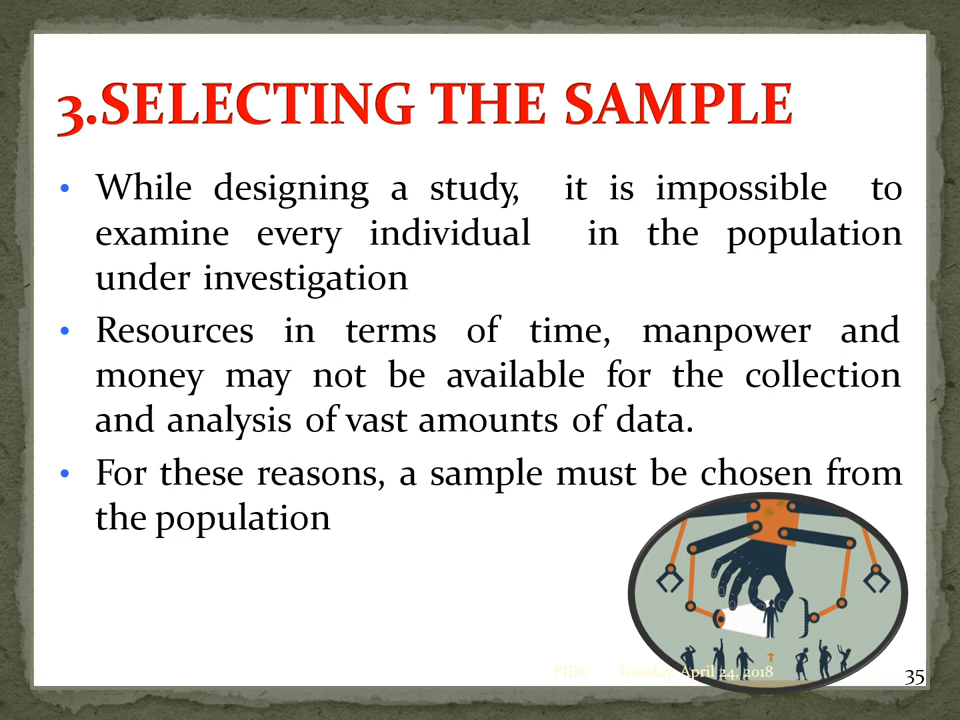 3.SELECTING THE SAMPLE
• While designing a study, it is impossible to
examine every individual in the population
under investigation
• Resources in terms of time, manpower and
money may not be available for the collection
and analysis of vast amounts of data.
• For these reasons, a sample must be chosen from
the population
PIDC Tuesday, April 24, 2018
35